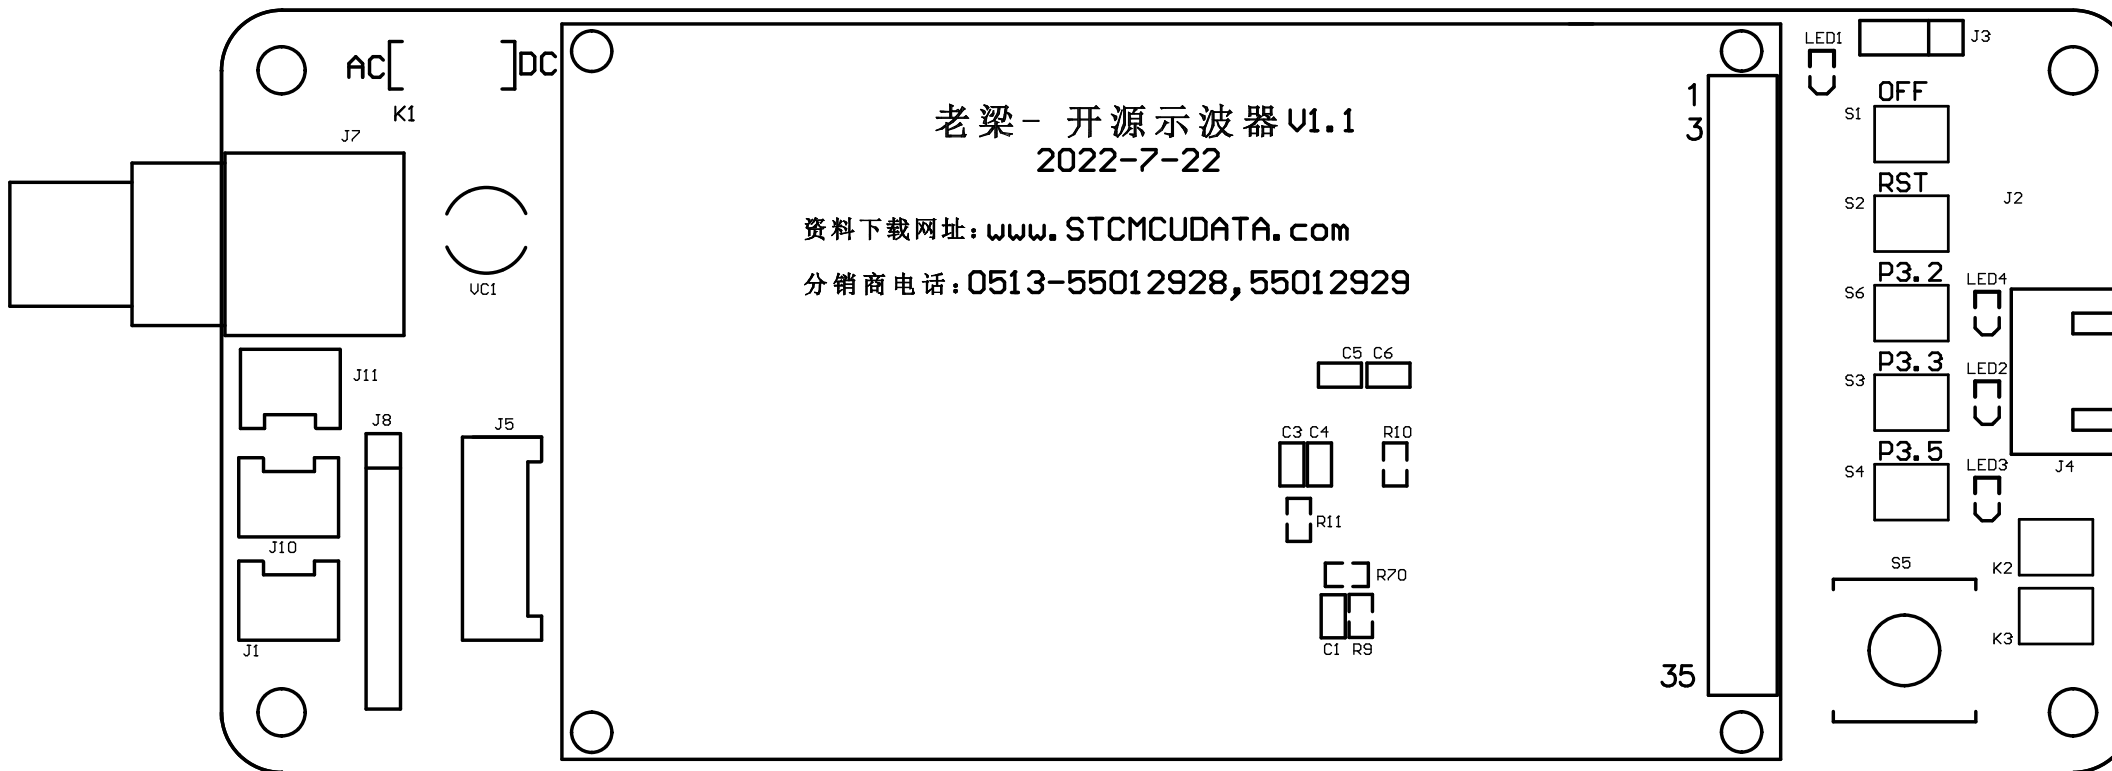 AC
DC
K1
J7
VC1
J11
J8
J5
J10
J1
老梁- 开源示波器V1.1
2022-7-22
资料下载网址:www.STCMCUDATA.com
分销商电话:0513-55012928,55012929
C5 C6
C3 C4 R10
R11
R70
C1 R9
1
3
35
LED1
J3
OFF
S1
RST
S2
J2
P3.2
S6
LED4
P3.3
S3
LED2
P3.5
S4
LED3
J4
S5
K2
K3